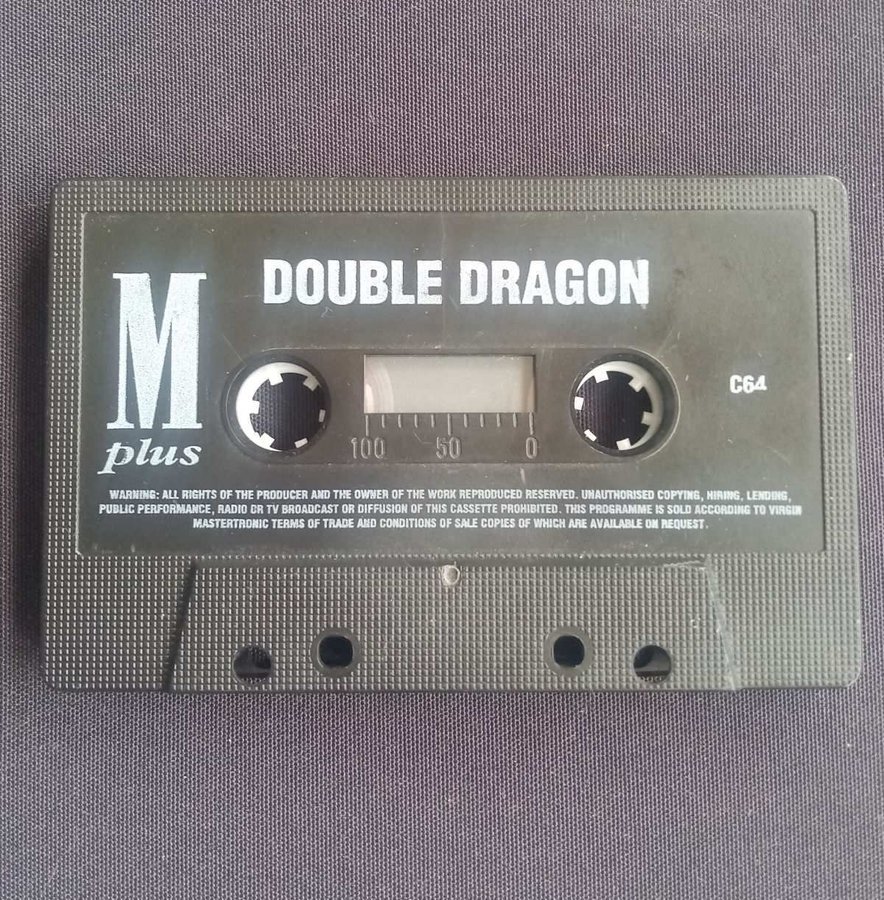 DOUBLE DRAGON
M
plus
C64
100 50 0
WARNING: ALL RIGHTS OF THE PRODUCER AND THE OWNER OF THE WORK REPRODUCED RESERVED. UNAUTHORISED COPYING, HIRING, LENDING,
PUBLIC PERFORMANCE, RADIO OR TV BROADCAST OR DIFFUSION OF THIS CASSETTE PROHIBITED. THIS PROGRAMME IS SOLD ACCORDING TO VIRGIN
MASTERTRONIC TERMS OF TRADE AND CONDITIONS OF SALE COPIES OF WHICH ARE AVAILABLE ON REQUEST.